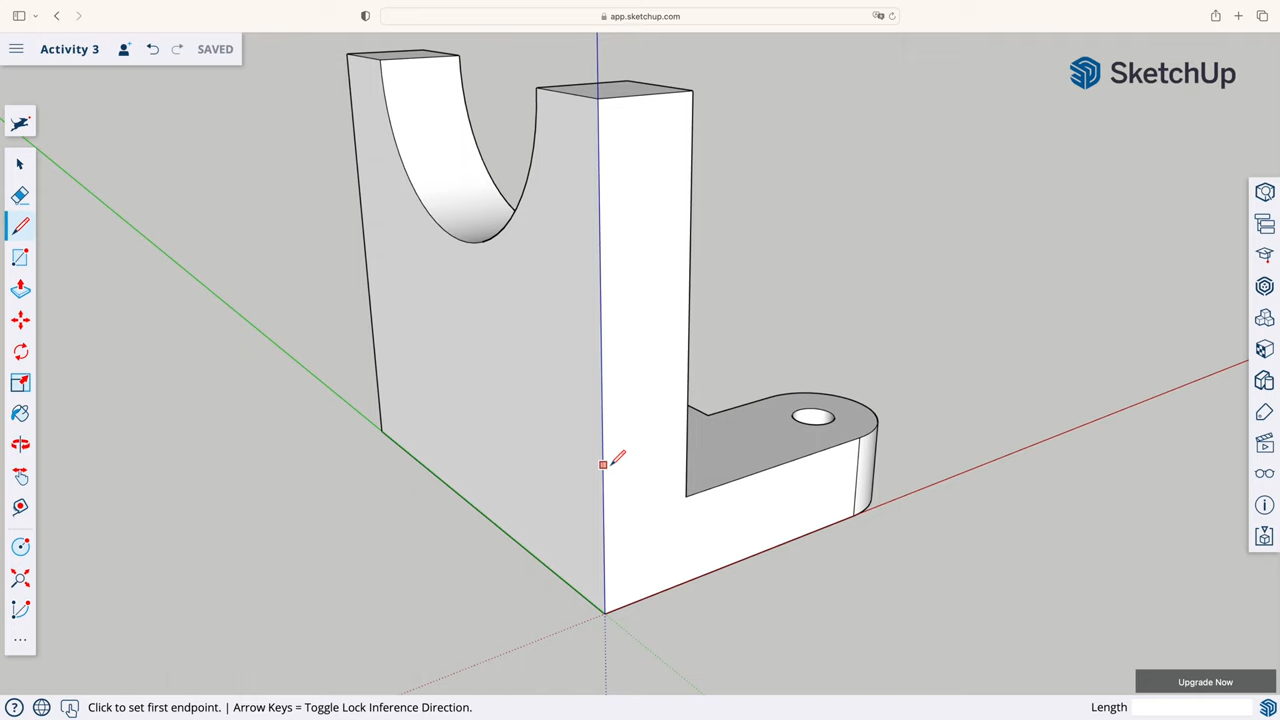 app.sketchup.com
Activity 3
SAVED
SketchUp
Upgrade Now
Click to set first endpoint. | Arrow Keys = Toggle Lock Inference Direction.
Length